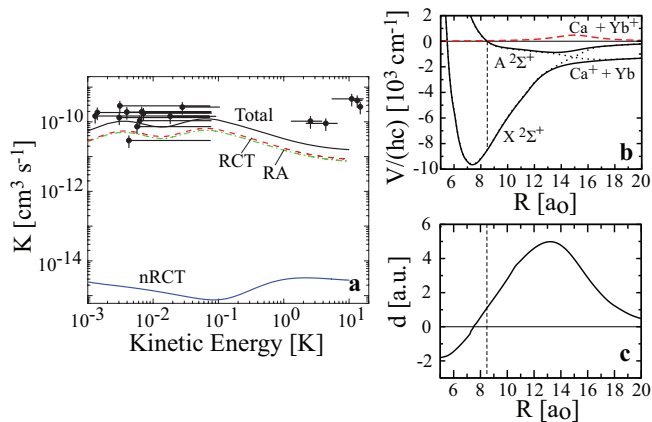 K [cm³ s⁻¹]
10⁻¹⁰
10⁻¹²
10⁻¹⁴
Total
RCT
RA
nRCT
a
10⁻³ 10⁻² 10⁻¹ 10⁰ 10¹
Kinetic Energy [K]
V/(hc) [10³ cm⁻¹]
2
0
-2
-4
-6
-8
-10
Ca + Yb⁺
A ²Σ⁺
Ca⁺ + Yb
X ²Σ⁺
b
6 8 10 12 14 16 18 20
R [a₀]
d [a.u.]
6
4
2
0
-2
c
6 8 10 12 14 16 18 20
R [a₀]